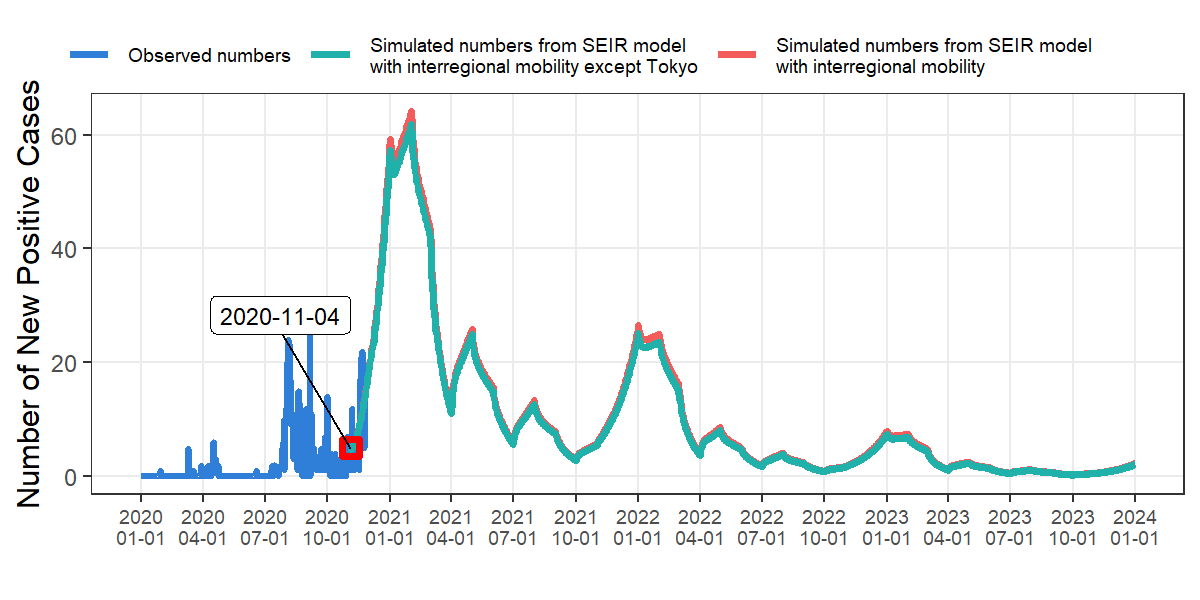 Observed numbers
Simulated numbers from SEIR model
with interregional mobility except Tokyo
Simulated numbers from SEIR model
with interregional mobility
Number of New Positive Cases
60
40
20
0
2020-11-04
2020 2020 2020 2020 2021 2021 2021 2021 2022 2022 2022 2022 2023 2023 2023 2023 2024
01-01 04-01 07-01 10-01 01-01 04-01 07-01 10-01 01-01 04-01 07-01 10-01 01-01 04-01 07-01 10-01 01-01